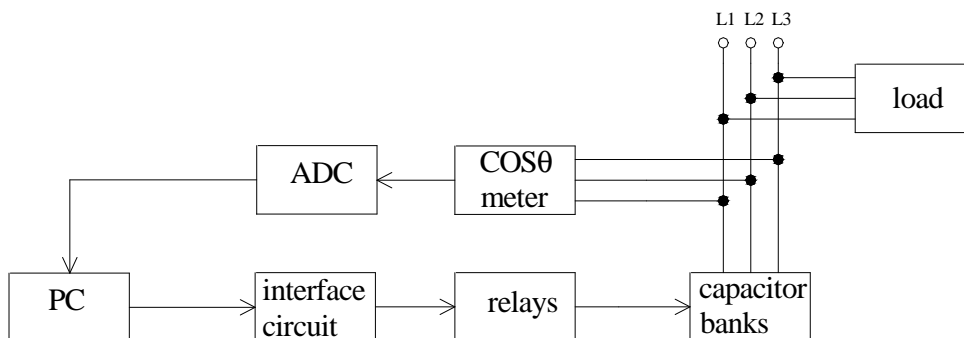 L1 L2 L3
load
ADC
COSθ
meter
PC
interface
circuit
relays
capacitor
banks